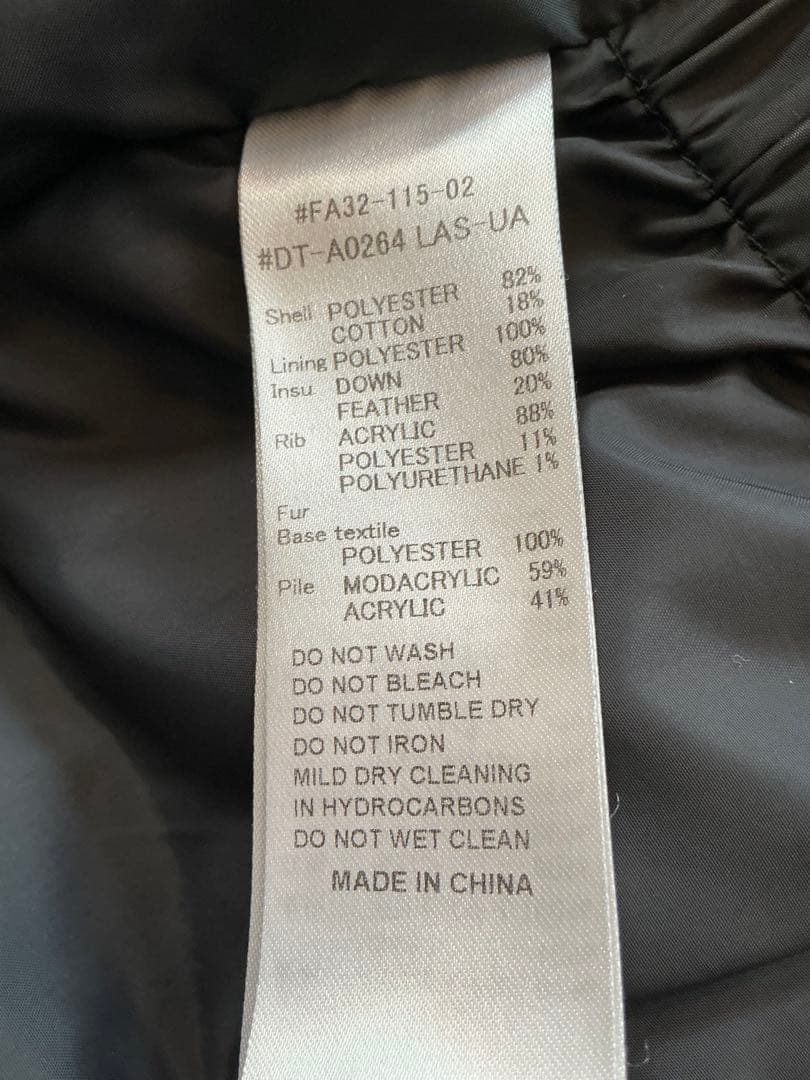 #FA32-115-02
#DT-A0264 LAS-UA
Shell POLYESTER 82%
COTTON 18%
Lining POLYESTER 100%
Insu. DOWN 80%
FEATHER 20%
Rib ACRYLIC 88%
POLYESTER 11%
POLYURETHANE 1%
Fur
Base textile
POLYESTER 100%
Pile MODACRYLIC 59%
ACRYLIC 41%
DO NOT WASH
DO NOT BLEACH
DO NOT TUMBLE DRY
DO NOT IRON
MILD DRY CLEANING
IN HYDROCARBONS
DO NOT WET CLEAN
MADE IN CHINA